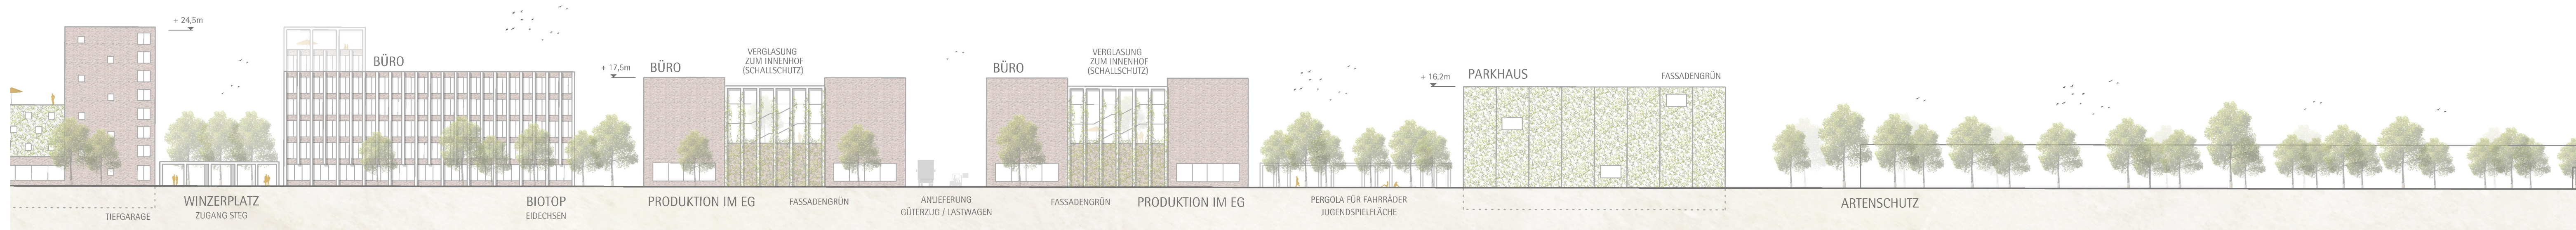 + 24,5m
BÜRO
+ 17,5m
BÜRO
VERGLASUNG
ZUM INNENHOF
(SCHALLSCHUTZ)
BÜRO
VERGLASUNG
ZUM INNENHOF
(SCHALLSCHUTZ)
+ 16,2m
PARKHAUS
FASSADENGRÜN
TIEFGARAGE
WINZERPLATZ
ZUGANG STEG
BIOTOP
EIDECHSEN
PRODUKTION IM EG
FASSADENGRÜN
ANLIEFERUNG
GÜTERZUG / LASTWAGEN
FASSADENGRÜN
PRODUKTION IM EG
PERGOLA FÜR FAHRRÄDER
JUGENDSPIELFLÄCHE
ARTENSCHUTZ